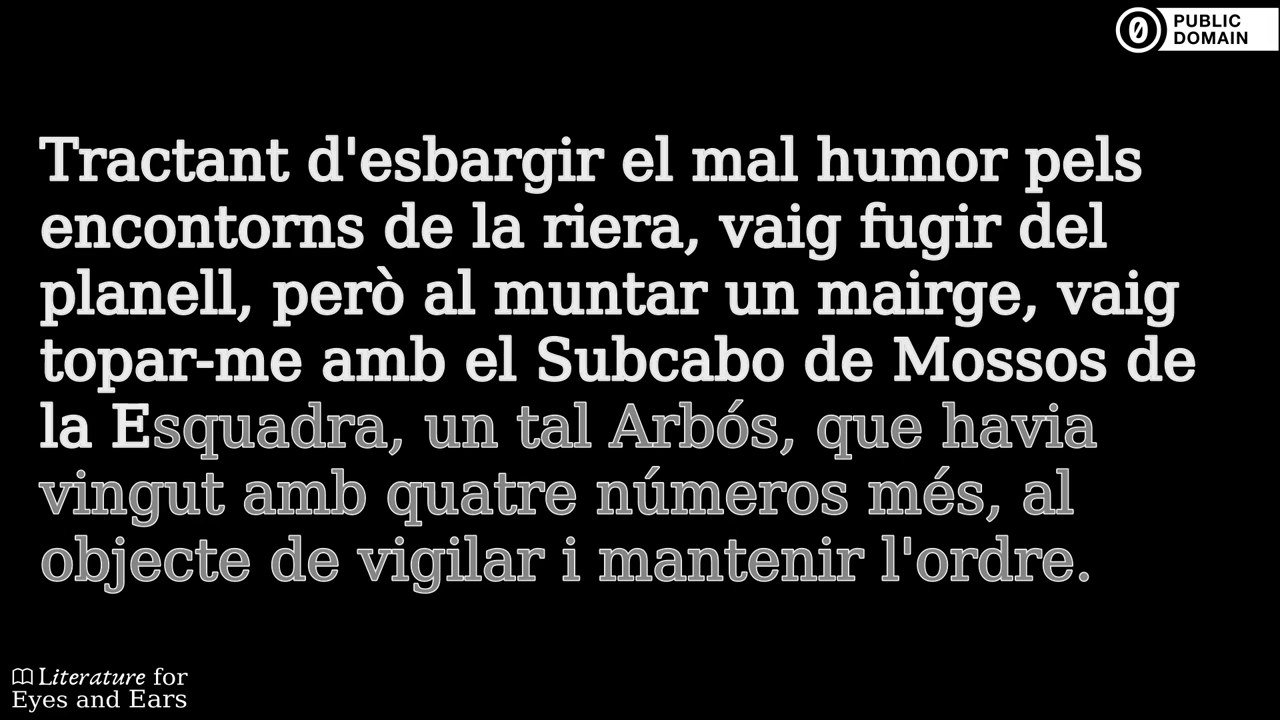 PUBLIC
DOMAIN
Tractant d'esbargir el mal humor pels
encontorns de la riera, vaig fugir del
planell, però al muntar un mairge, vaig
topar-me amb el Subcabo de Mossos de
la Esquadra, un tal Arbós, que havia
vingut amb quatre números més, al
objecte de vigilar i mantenir l'ordre.
Literature for
Eyes and Ears